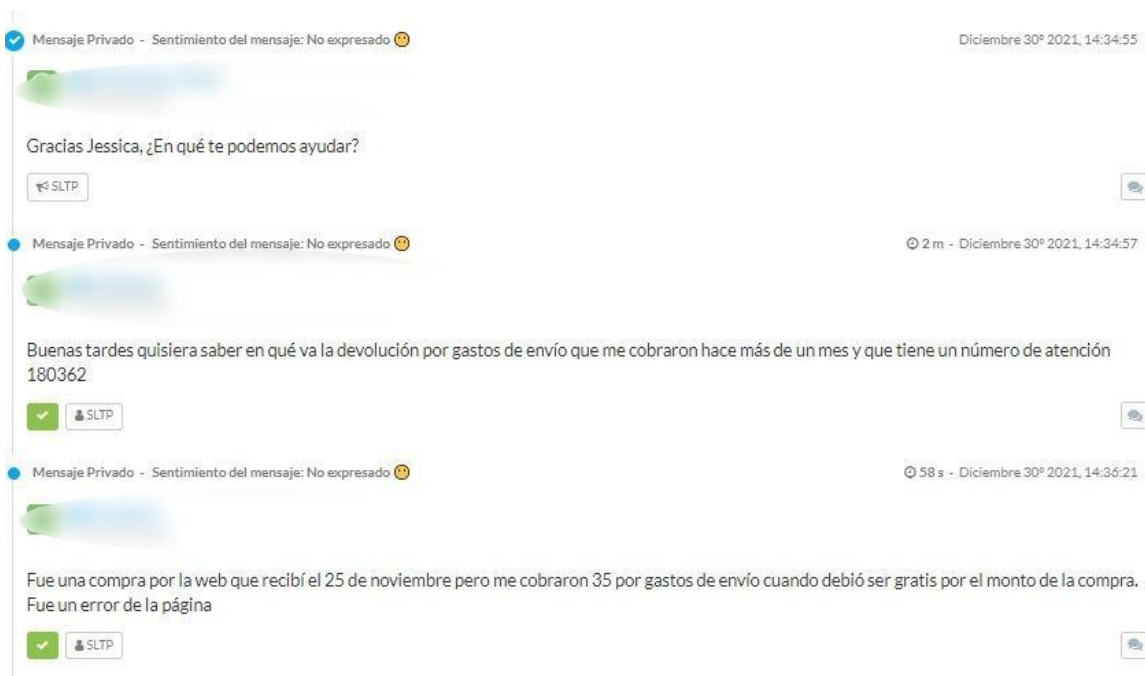 Mensaje Privado - Sentimiento del mensaje: No expresado Diciembre 30º 2021, 14:34:55
Gracias Jessica, ¿En qué te podemos ayudar?
SLTP
Mensaje Privado - Sentimiento del mensaje: No expresado 2 m - Diciembre 30º 2021, 14:34:57
Buenas tardes quisiera saber en qué va la devolución por gastos de envío que me cobraron hace más de un mes y que tiene un número de atención
180362
SLTP
Mensaje Privado - Sentimiento del mensaje: No expresado 58 s - Diciembre 30º 2021, 14:36:21
Fue una compra por la web que recibí el 25 de noviembre pero me cobraron 35 por gastos de envío cuando debió ser gratis por el monto de la compra.
Fue un error de la página
SLTP